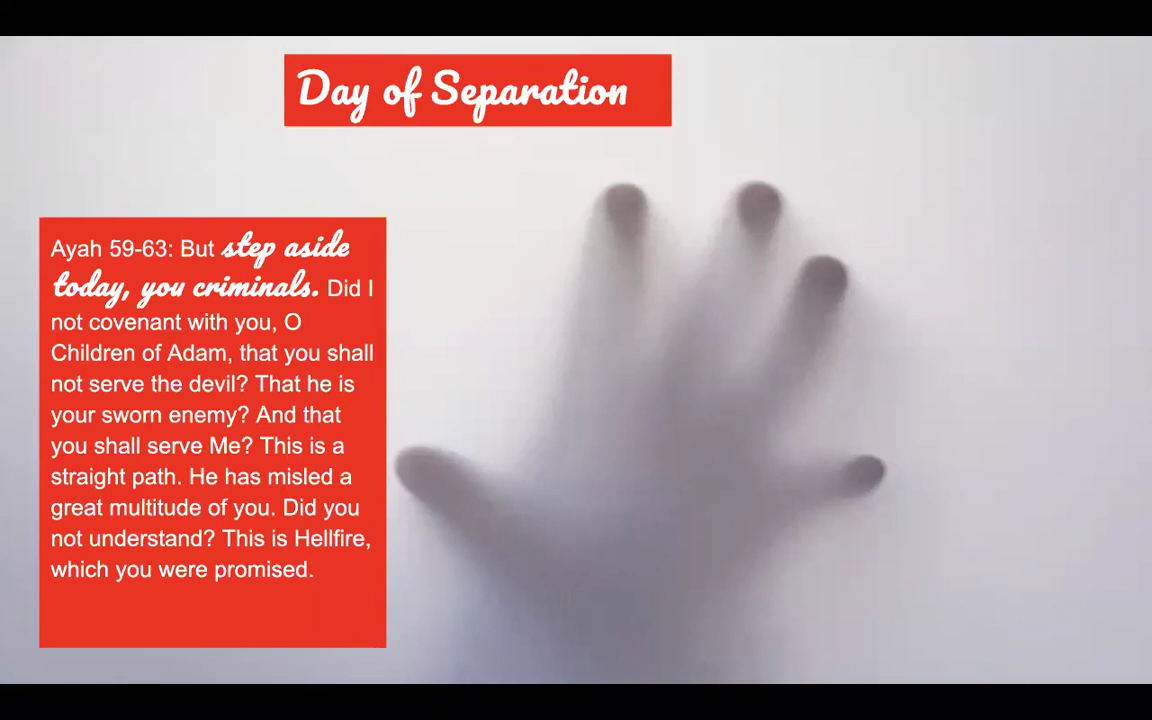 Day of Separation
Ayah 59-63: But step aside
today, you criminals. Did I
not covenant with you, O
Children of Adam, that you shall
not serve the devil? That he is
your sworn enemy? And that
you shall serve Me? This is a
straight path. He has misled a
great multitude of you. Did you
not understand? This is Hellfire,
which you were promised.